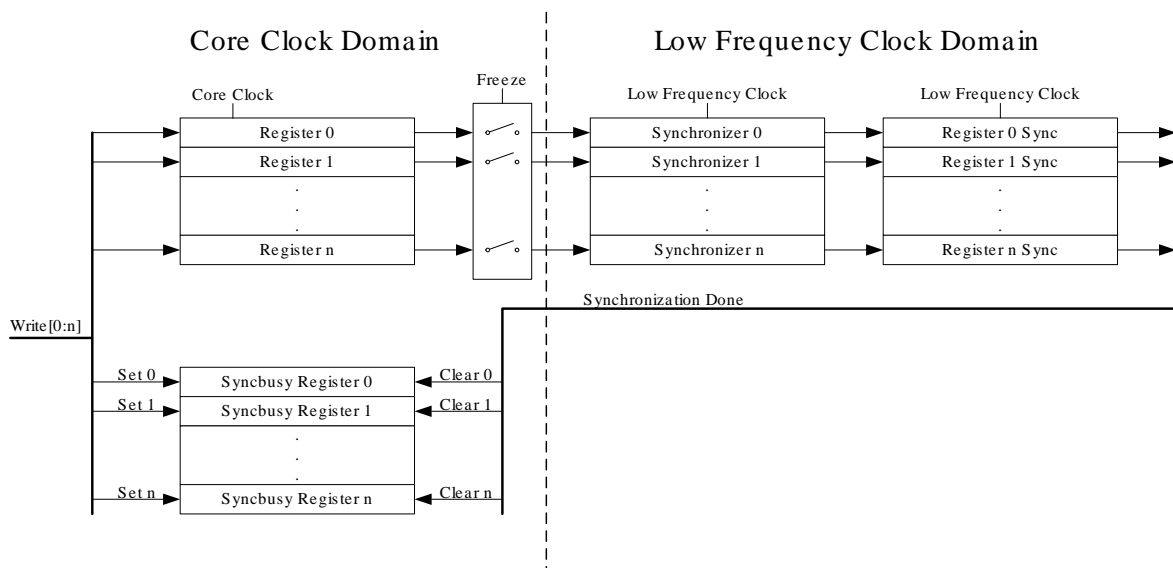 Core Clock Domain
Low Frequency Clock Domain
Freeze
Core Clock
Low Frequency Clock
Low Frequency Clock
Register 0
Synchronizer 0
Register 0 Sync
Register 1
Synchronizer 1
Register 1 Sync
.
.
.
.
.
.
.
.
.
Register n
Synchronizer n
Register n Sync
Synchronization Done
Write[0:n]
Set 0
Syncbusy Register 0
Clear 0
Set 1
Syncbusy Register 1
Clear 1
.
.
.
Set n
Syncbusy Register n
Clear n